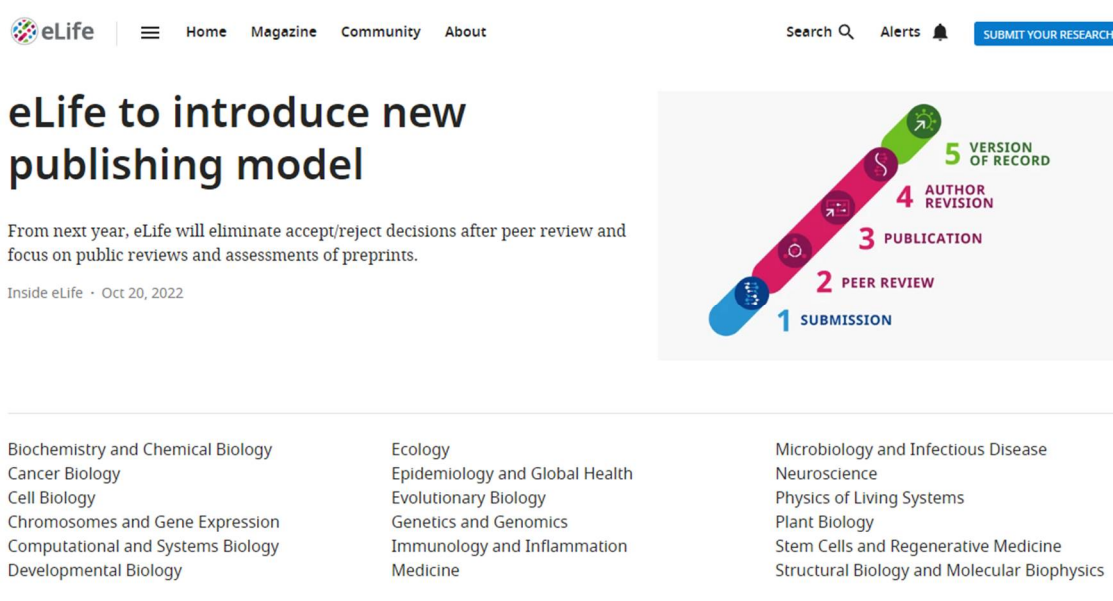 eLife
Home
Magazine
Community
About
Search
Alerts
SUBMIT YOUR RESEARCH
eLife to introduce new
publishing model
From next year, eLife will eliminate accept/reject decisions after peer review and
focus on public reviews and assessments of preprints.
Inside eLife · Oct 20, 2022
5 VERSION
OF RECORD
4 AUTHOR
REVISION
3 PUBLICATION
2 PEER REVIEW
1 SUBMISSION
Biochemistry and Chemical Biology
Cancer Biology
Cell Biology
Chromosomes and Gene Expression
Computational and Systems Biology
Developmental Biology
Ecology
Epidemiology and Global Health
Evolutionary Biology
Genetics and Genomics
Immunology and Inflammation
Medicine
Microbiology and Infectious Disease
Neuroscience
Physics of Living Systems
Plant Biology
Stem Cells and Regenerative Medicine
Structural Biology and Molecular Biophysics